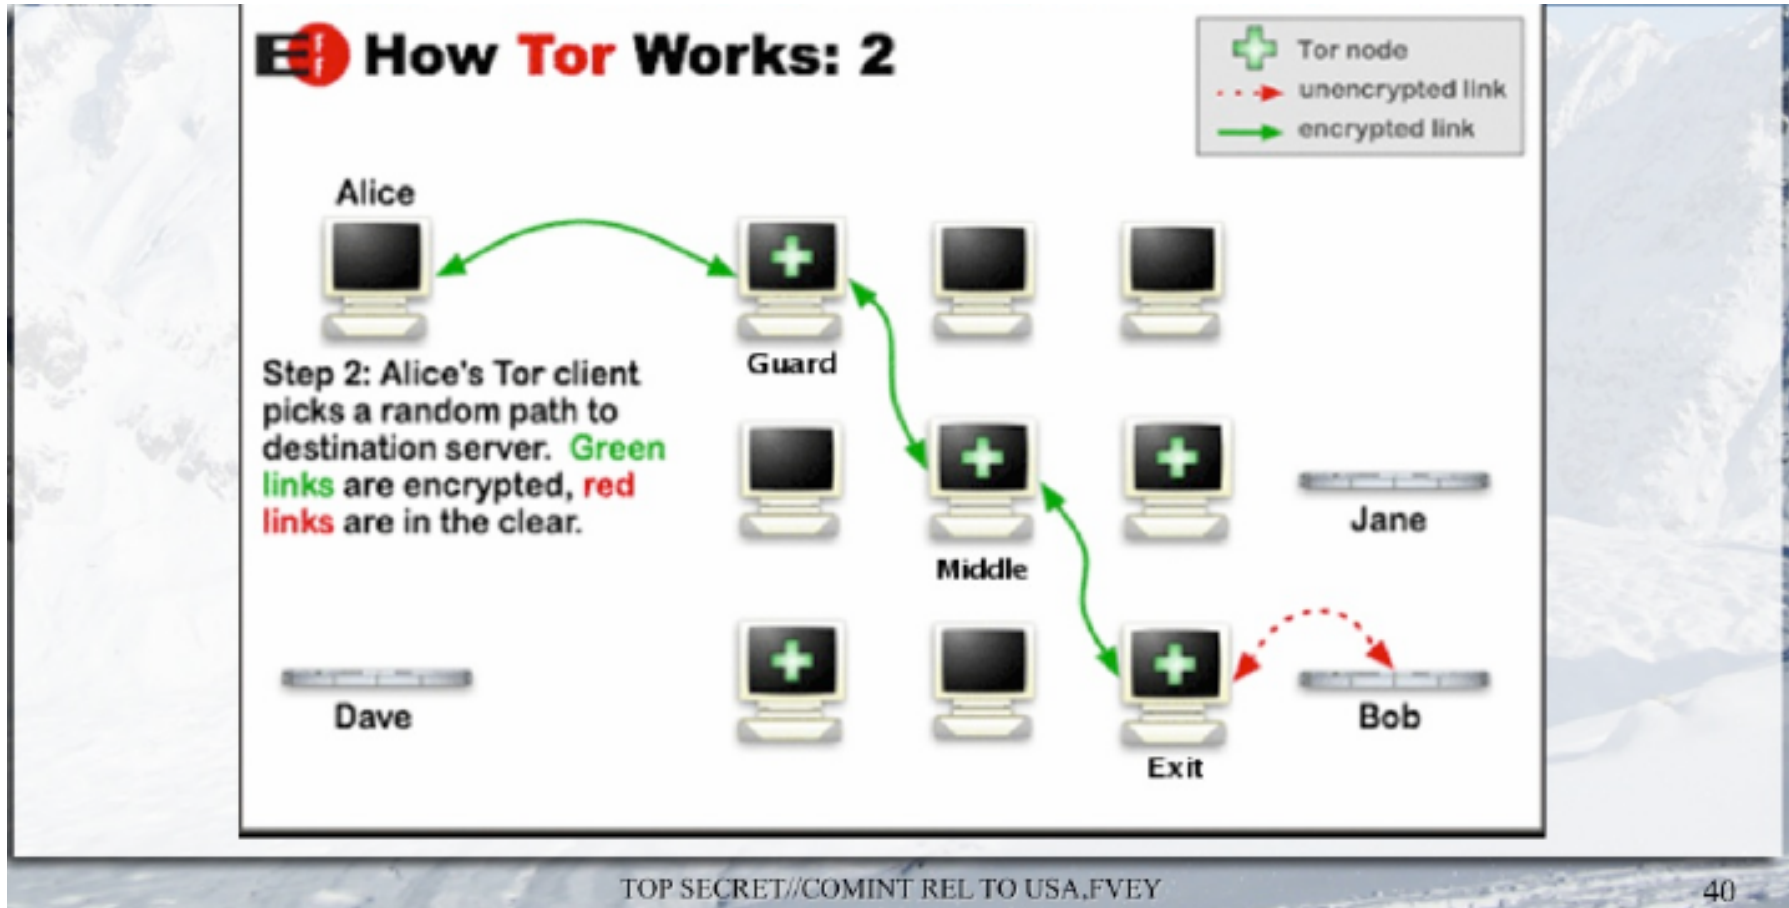 EFF How Tor Works: 2
Tor node
unencrypted link
encrypted link
Alice
Step 2: Alice's Tor client
picks a random path to
destination server. Green
links are encrypted, red
links are in the clear.
Guard
Middle
Jane
Dave
Exit
Bob
TOP SECRET//COMINT REL TO USA,FVEY
40